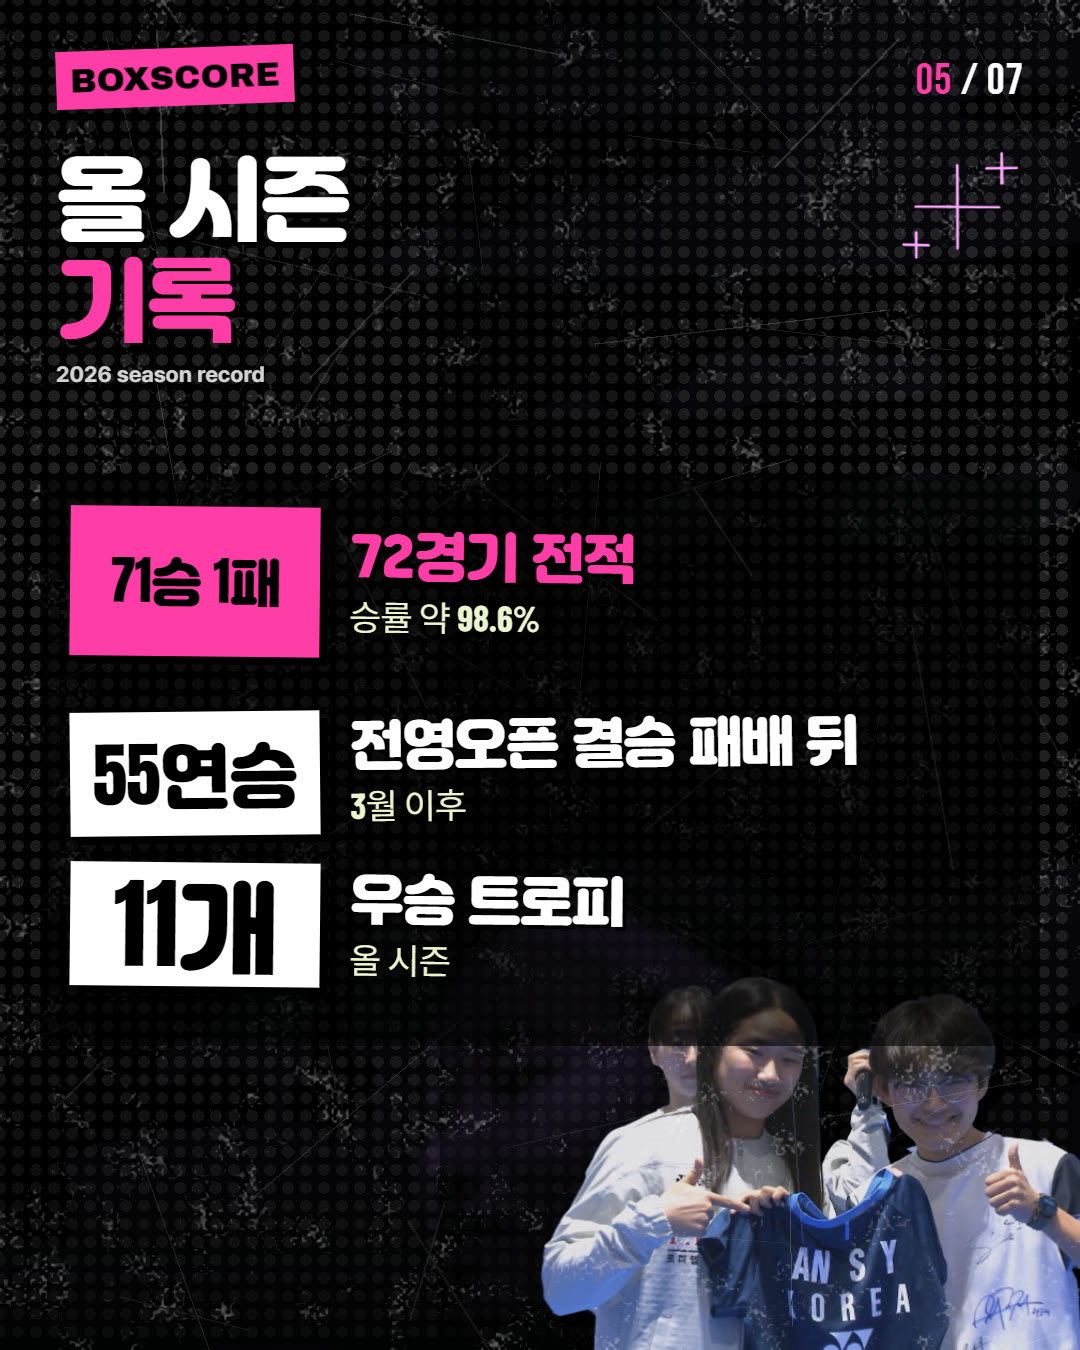 BOXSCORE
05 / 07
올 시즌
기록
2026 season record
71승 1패
72경기 전적
승률 약 98.6%
55연승
전영오픈 결승 패배 뒤
3월 이후
11개
우승 트로피
올 시즌
AN S Y
KOREA